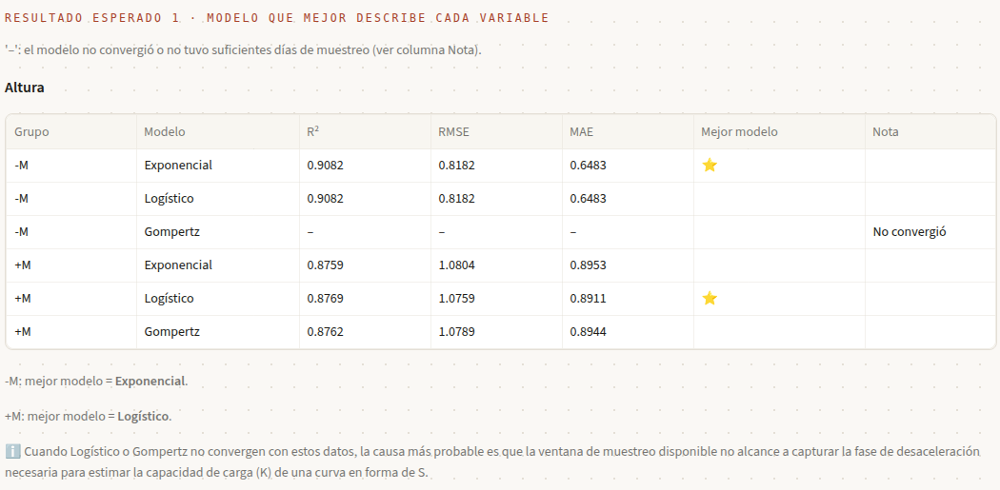 RESULTADO ESPERADO 1 · MODELO QUE MEJOR DESCRIBE CADA VARIABLE
'–': el modelo no convergió o no tuvo suficientes días de muestreo (ver columna Nota).
Altura
Grupo Modelo R² RMSE MAE Mejor modelo Nota
-M Exponencial 0.9082 0.8182 0.6483 ⭐
-M Logístico 0.9082 0.8182 0.6483
-M Gompertz – – – No convergió
+M Exponencial 0.8759 1.0804 0.8953
+M Logístico 0.8769 1.0759 0.8911 ⭐
+M Gompertz 0.8762 1.0789 0.8944
-M: mejor modelo = Exponencial.
+M: mejor modelo = Logístico.
ℹ️ Cuando Logístico o Gompertz no convergen con estos datos, la causa más probable es que la ventana de muestreo disponible no alcance a capturar la fase de desaceleración
necesaria para estimar la capacidad de carga (K) de una curva en forma de S.